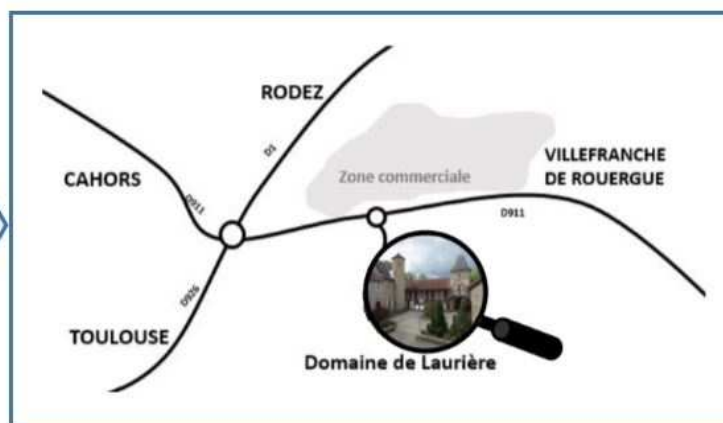 RODEZ
D1
CAHORS
D911
Zone commerciale
VILLEFRANCHE
DE ROUERGUE
D911
D926
TOULOUSE
Domaine de Laurière